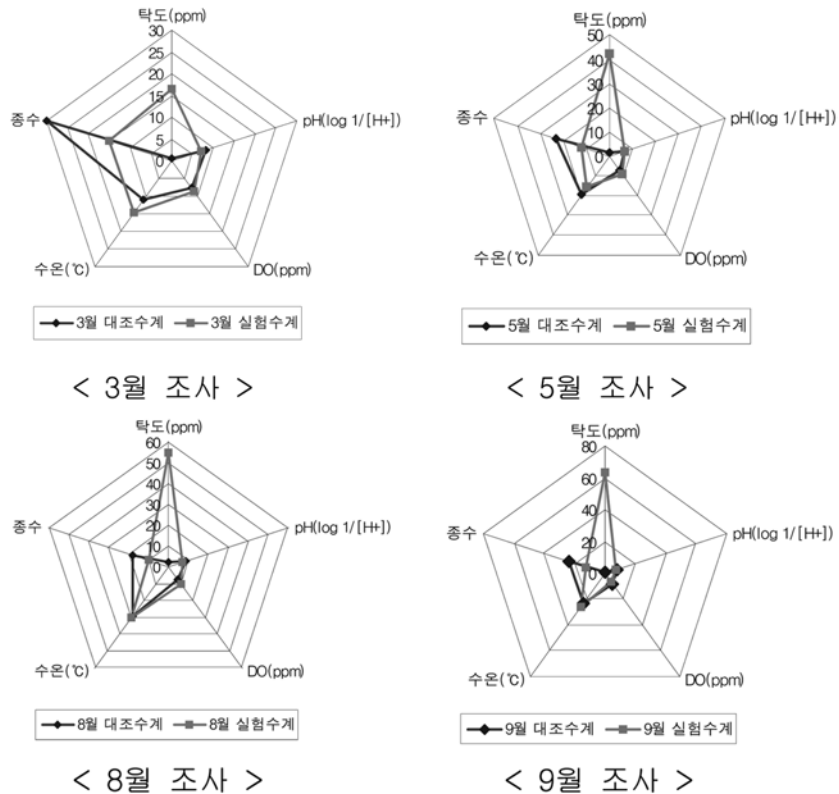 탁도(ppm)
30
25
20
15
10
5
0
종수
pH(log 1/[H+])
수온(℃)
DO(ppm)
3월 대조수계
3월 실험수계
< 3월 조사 >
탁도(ppm)
50
40
30
20
10
0
종수
pH(log 1/[H+])
수온(℃)
DO(ppm)
5월 대조수계
5월 실험수계
< 5월 조사 >
탁도(ppm)
60
50
40
30
20
10
0
종수
pH(log 1/[H+])
수온(℃)
DO(ppm)
8월 대조수계
8월 실험수계
< 8월 조사 >
탁도(ppm)
80
60
40
20
0
종수
pH(log 1/[H+])
수온(℃)
DO(ppm)
9월 대조수계
9월 실험수계
< 9월 조사 >